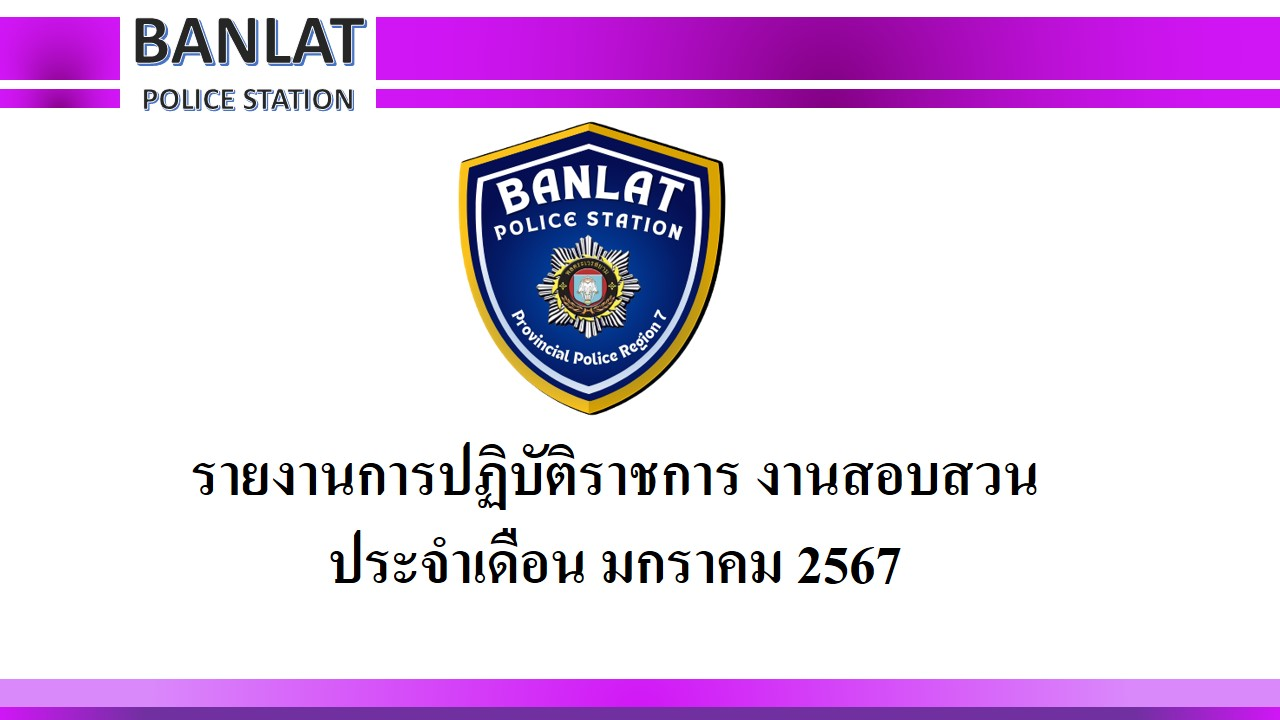 BANLAT
POLICE STATION
BANLAT
POLICE STATION
Provincial Police Region 7
รายงานการปฏิบัติราชการ งานสอบสวน
ประจำเดือน มกราคม 2567